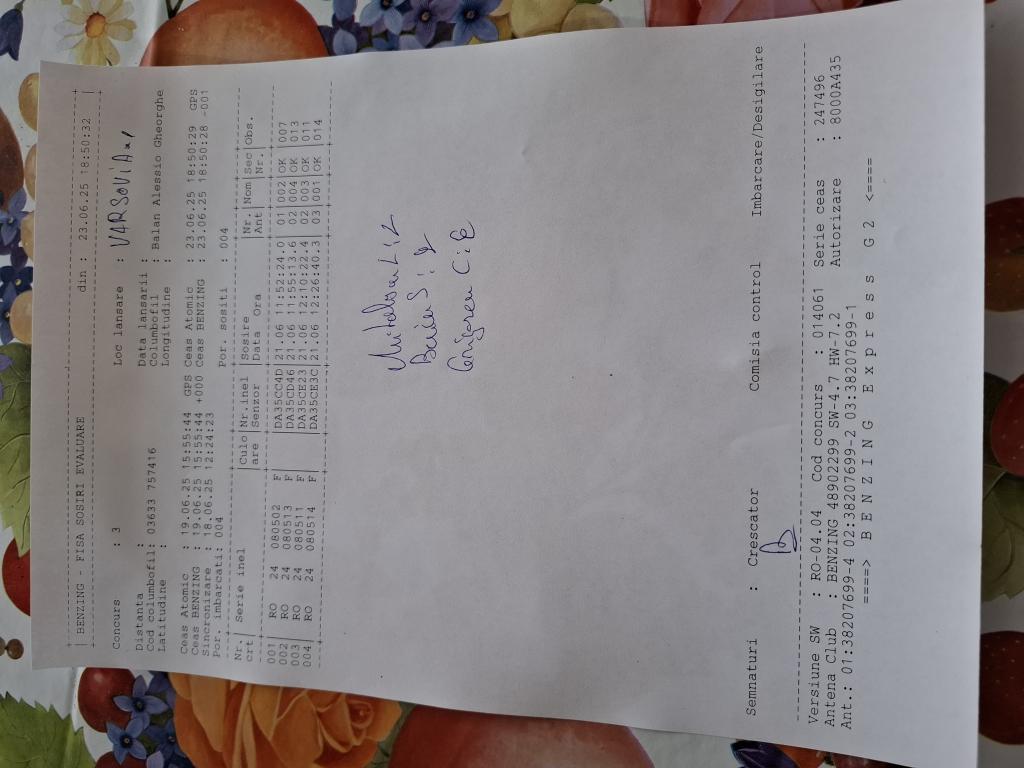 | BENZING - FISA SOSIRI EVALUARE din : 23.06.25 18:50:32 |
Concurs : 3 Loc lansare : VARSOVIA
Distanta : Data lansarii :
Cod columbofil: 03633 757416 Columbofil : Balan Alessio Gheorghe
Latitudine : Longitudine :
Ceas Atomic : 19.06.25 15:55:44 GPS Ceas Atomic : 23.06.25 18:50:29 GPS
Ceas BENZING : 19.06.25 15:55:44 +000 Ceas BENZING : 23.06.25 18:50:28 -001
Sincronizare : 18.06.25 12:24:23
Por. imbarcati: 004 Por. sositi : 004
Nr. | Serie inel | Culo | Nr.inel | Sosire | Nr. | Nom | Sec | Obs.
crt | are | Senzor | Data Ora | Ant | Nr. |
001 | RO 24 080502 F | DA35CC4D | 21.06 11:52:24.0 | 01 | 002 | OK | 007
002 | RO 24 080513 F | DA35CD46 | 21.06 11:55:13.6 | 02 | 004 | OK | 013
003 | RO 24 080511 F | DA35CE23 | 21.06 12:10:22.4 | 02 | 003 | OK | 011
004 | RO 24 080514 F | DA35CE3C | 21.06 12:26:40.3 | 03 | 001 | OK | 014
Semnaturi : Crescator Comisia control Imbarcare/Desigilare
Versiune SW : RO-04.04 Cod concurs : 014061 Serie ceas : 247496
Antena Club : BENZING 48902299 SW-4.7 HW-7.2 Autorizare : 8000A435
Ant.: 01:38207699-4 02:38207699-2 03:38207699-1
====> B E N Z I N G E x p r e s s G 2 <====